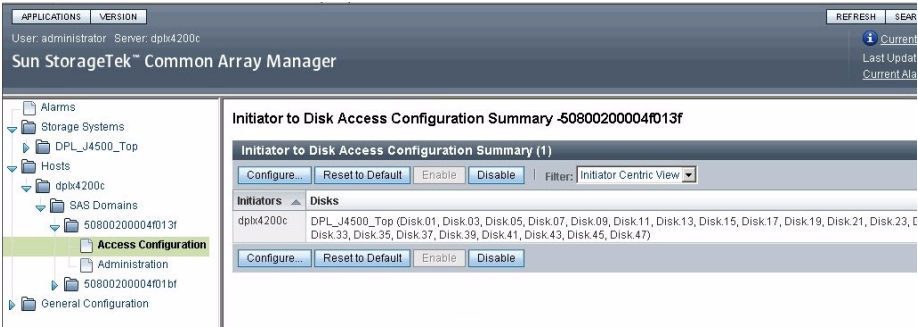 APPLICATIONS VERSION
REFRESH SEAR
User: administrator Server: dplx4200c
Current
Sun StorageTek™ Common Array Manager
Last Updat
Current Ala
Alarms
Storage Systems
DPL_J4500_Top
Hosts
dplx4200c
SAS Domains
50800200004f013f
Access Configuration
Administration
50800200004f01bf
General Configuration
Initiator to Disk Access Configuration Summary -50800200004f013f
Initiator to Disk Access Configuration Summary (1)
Configure... Reset to Default Enable Disable Filter: Initiator Centric View
Initiators Disks
dplx4200c DPL_J4500_Top (Disk.01, Disk.03, Disk.05, Disk.07, Disk.09, Disk.11, Disk.13, Disk.15, Disk.17, Disk.19, Disk.21, Disk.23, D
Disk.33, Disk.35, Disk.37, Disk.39, Disk.41, Disk.43, Disk.45, Disk.47)
Configure... Reset to Default Enable Disable